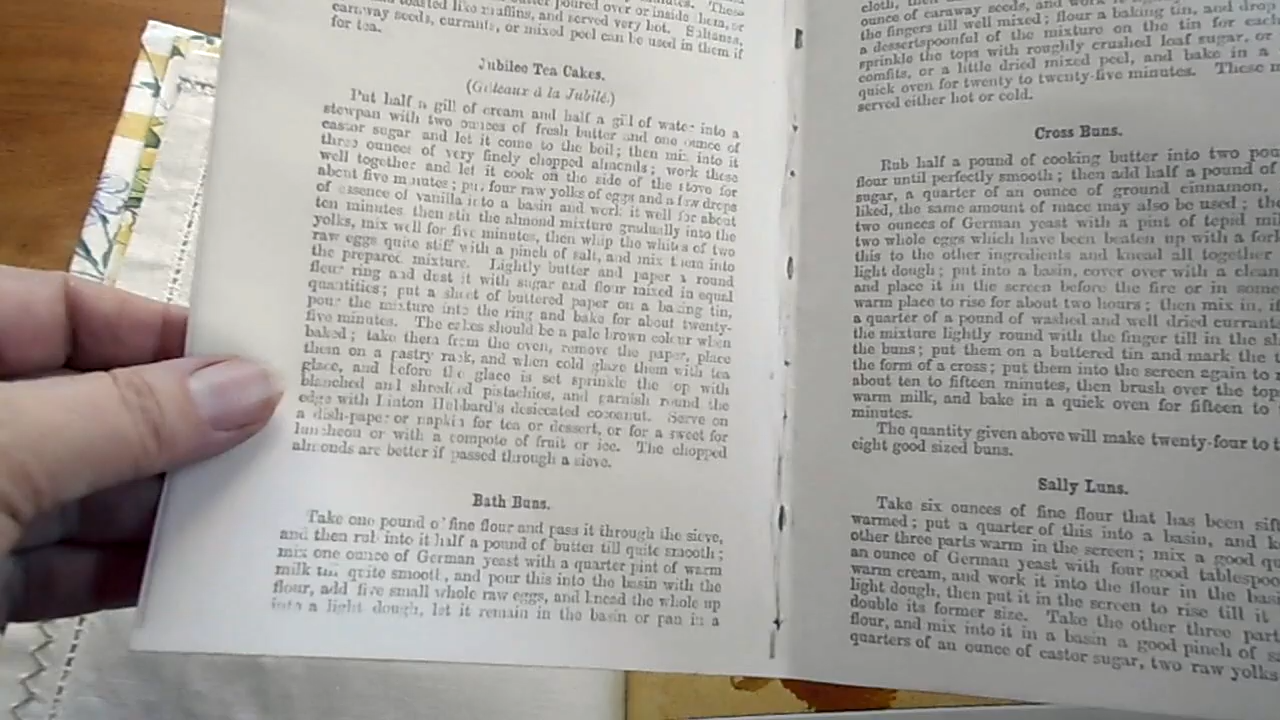 poured over or inside them, or
toasted like muffins, and served very hot. Sultanas,
caraway seeds, currants, or mixed peel can be used in them if
for tea.
Jubilee Tea Cakes.
(Gâteaux à la Jubilé.)
Put half a gill of cream and half a gill of water into a
stewpan with two ounces of fresh butter and one ounce of
castor sugar and let it come to the boil; then mix into it
three ounces of very finely chopped almonds; work these
well together and let it cook on the side of the stove for
about five minutes; put four raw yolks of eggs and a few drops
of essence of vanilla into a basin and work it well for about
ten minutes then stir the almond mixture gradually into the
yolks, mix well for five minutes, then whip the whites of two
raw eggs quite stiff with a pinch of salt, and mix them into
the prepared mixture. Lightly butter and paper a round
flour ring and dust it with sugar and flour mixed in equal
quantities; put a sheet of buttered paper on a baking tin,
pour the mixture into the ring and bake for about twenty-
five minutes. The cakes should be a pale brown colour when
baked; take them from the oven, remove the paper, place
them on a pastry rack, and when cold glaze them with tea
glace, and before the glace is set sprinkle the top with
blanched and shredded pistachios, and garnish round the
edge with Linton Hubbard's desiccated cocoanut. Serve on
a dish-paper or napkin for tea or dessert, or for a sweet for
luncheon or with a compote of fruit or ice. The chopped
almonds are better if passed through a sieve.
Bath Buns.
Take one pound of fine flour and pass it through the sieve,
and then rub into it half a pound of butter till quite smooth;
mix one ounce of German yeast with a quarter pint of warm
milk till quite smooth, and pour this into the basin with the
flour, add five small whole raw eggs, and knead the whole up
into a light dough, let it remain in the basin or pan in a
cloth, then
ounce of caraway seeds, and work
the fingers till well mixed; flour a baking tin, and drop
a dessertspoonful of the mixture on the tin for each
sprinkle the tops with roughly crushed loaf sugar, or
comfits, or a little dried mixed peel, and bake in a
quick oven for twenty to twenty-five minutes. These
served either hot or cold.
Cross Buns.
Rub half a pound of cooking butter into two
flour until perfectly smooth; then add half a pound of
sugar, a quarter of an ounce of ground cinnamon,
liked, the same amount of mace may also be used;
two ounces of German yeast with a pint of tepid
two whole eggs which have been beaten up with a
this to the other ingredients and knead all together
light dough; put into a basin, cover over with a clean
and place it in the screen before the fire or in some
warm place to rise for about two hours; then mix in,
a quarter of a pound of washed and well dried
the mixture lightly round with the finger till in the
the buns; put them on a buttered tin and mark the
the form of a cross; put them into the screen again to
about ten to fifteen minutes, then brush over the
warm milk, and bake in a quick oven for fifteen to
minutes.
The quantity given above will make twenty-four to
eight good sized buns.
Sally Luns.
Take six ounces of fine flour that has been
warmed; put a quarter of this into a basin, and
other three parts warm in the screen; mix a good
an ounce of German yeast with four good
warm cream, and work it into the flour in the
light dough, then put it in the screen to rise till it
double its former size. Take the other three
flour, and mix into it in a basin a good pinch of
quarters of an ounce of castor sugar, two raw yolks